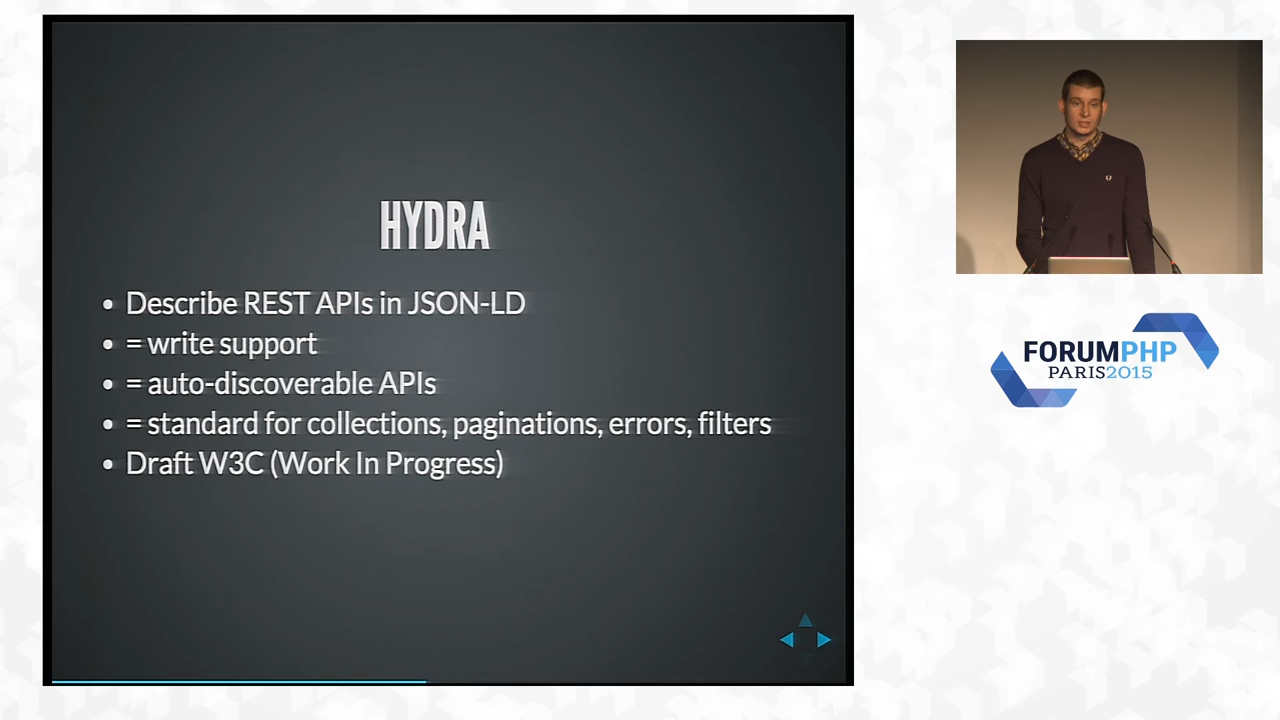 HYDRA
• Describe REST APIs in JSON-LD
• = write support
• = auto-discoverable APIs
• = standard for collections, paginations, errors, filters
• Draft W3C (Work In Progress)
FORUMPHP
PARIS2015